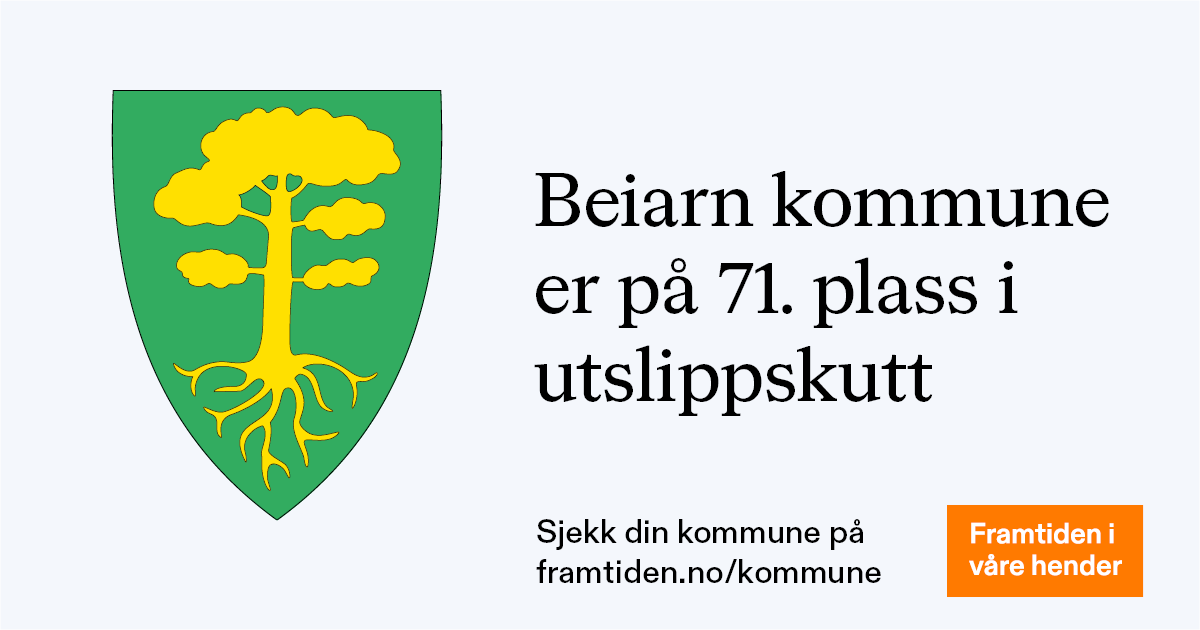 Beiarn kommune
er på 71. plass i
utslippskutt
Sjekk din kommune på
framtiden.no/kommune
Framtiden i
våre hender